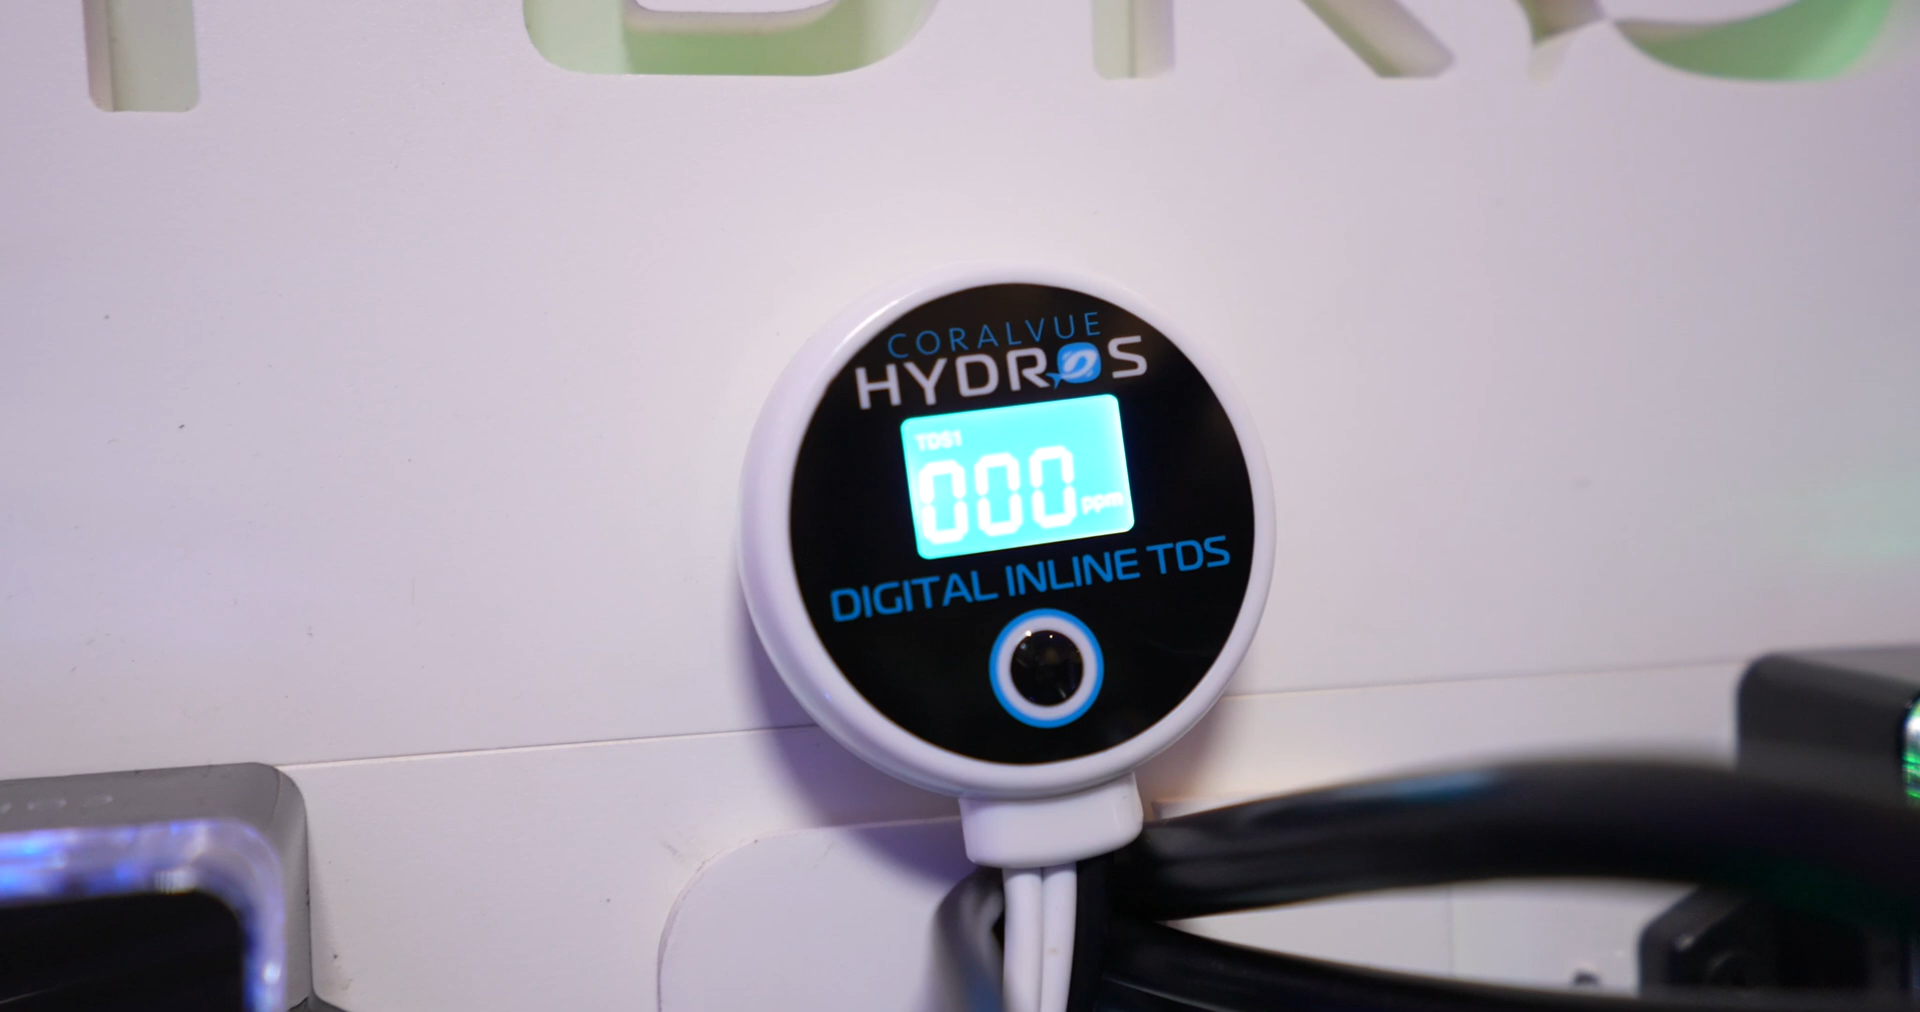 CORALVUE
HYDROS
TDS1
000 ppm
DIGITAL INLINE TDS